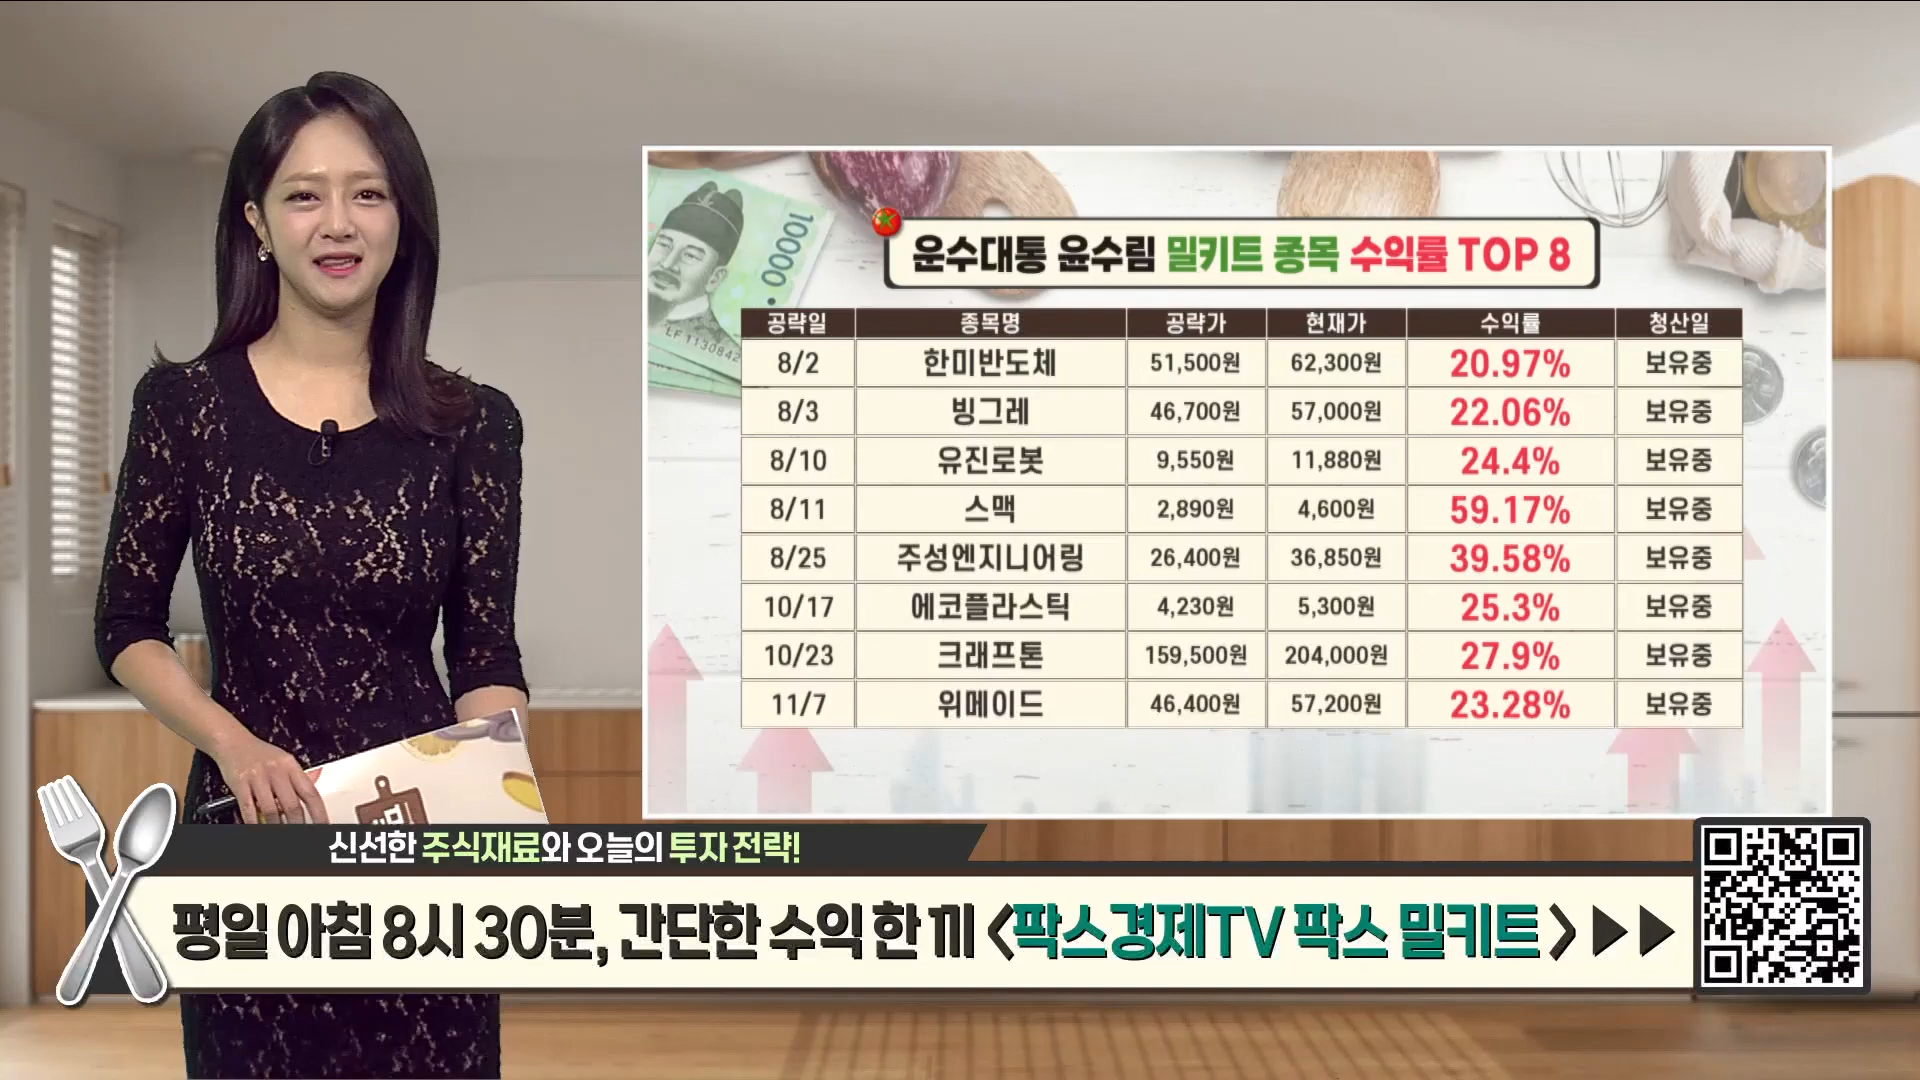 10000
LF 1130842
운수대통 윤수림 밀키트 종목 수익률 TOP 8
공략일 종목명 공략가 현재가 수익률 청산일
8/2 한미반도체 51,500원 62,300원 20.97% 보유중
8/3 빙그레 46,700원 57,000원 22.06% 보유중
8/10 유진로봇 9,550원 11,880원 24.4% 보유중
8/11 스맥 2,890원 4,600원 59.17% 보유중
8/25 주성엔지니어링 26,400원 36,850원 39.58% 보유중
10/17 에코플라스틱 4,230원 5,300원 25.3% 보유중
10/23 크래프톤 159,500원 204,000원 27.9% 보유중
11/7 위메이드 46,400원 57,200원 23.28% 보유중
신선한 주식재료와 오늘의 투자 전략!
평일 아침 8시 30분, 간단한 수익 한 끼 <팍스경제TV 팍스 밀키트>